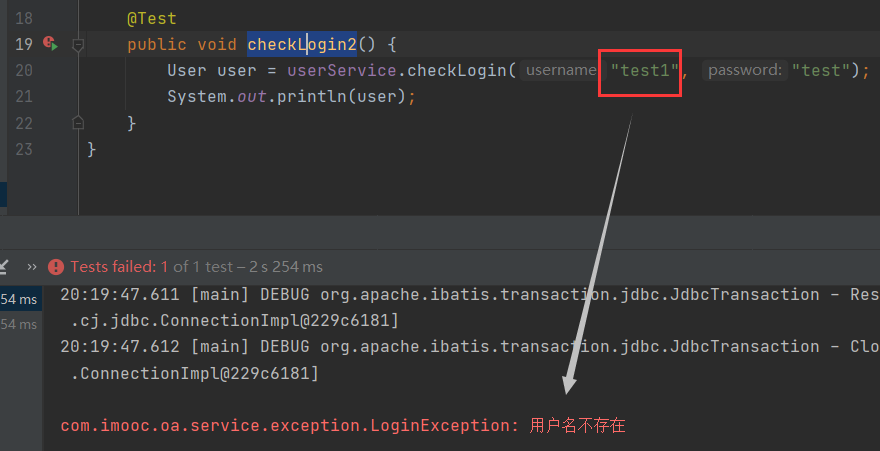 18 @Test
19 public void checkLogin2() {
20 User user = userService.checkLogin( username: "test1", password: "test");
21 System.out.println(user);
22 }
23 }
» Tests failed: 1 of 1 test – 2 s 254 ms
54 ms 20:19:47.611 [main] DEBUG org.apache.ibatis.transaction.jdbc.JdbcTransaction - Res
54 ms .cj.jdbc.ConnectionImpl@229c6181]
20:19:47.612 [main] DEBUG org.apache.ibatis.transaction.jdbc.JdbcTransaction - Clo
.ConnectionImpl@229c6181]
com.imooc.oa.service.exception.LoginException: 用户名不存在